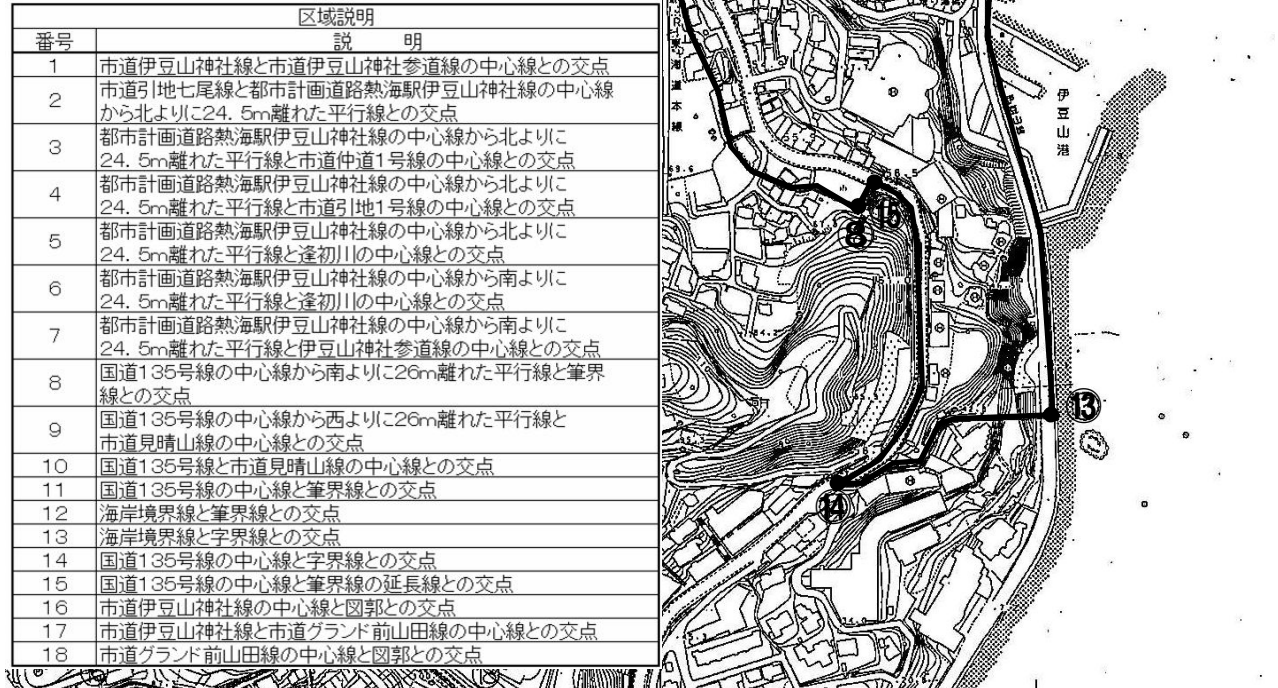 区域説明
番号 説明
1 市道伊豆山神社線と市道伊豆山神社参道線の中心線との交点
2 市道引地七尾線と都市計画道路熱海駅伊豆山神社線の中心線
から北よりに24.5m離れた平行線との交点
3 都市計画道路熱海駅伊豆山神社線の中心線から北よりに
24.5m離れた平行線と市道仲道1号線の中心線との交点
4 都市計画道路熱海駅伊豆山神社線の中心線から北よりに
24.5m離れた平行線と市道引地1号線の中心線との交点
5 都市計画道路熱海駅伊豆山神社線の中心線から北よりに
24.5m離れた平行線と逢初川の中心線との交点
6 都市計画道路熱海駅伊豆山神社線の中心線から南よりに
24.5m離れた平行線と逢初川の中心線との交点
7 都市計画道路熱海駅伊豆山神社線の中心線から南よりに
24.5m離れた平行線と伊豆山神社参道線の中心線との交点
8 国道135号線の中心線から南よりに26m離れた平行線と筆界
線との交点
9 国道135号線の中心線から西よりに26m離れた平行線と
市道見晴山線の中心線との交点
10 国道135号線と市道見晴山線の中心線との交点
11 国道135号線の中心線と筆界線との交点
12 海岸境界線と筆界線との交点
13 海岸境界線と字界線との交点
14 国道135号線の中心線と字界線との交点
15 国道135号線の中心線と筆界線の延長線との交点
16 市道伊豆山神社線の中心線と図郭との交点
17 市道伊豆山神社線と市道グランド前山田線の中心線との交点
18 市道グランド前山田線の中心線と図郭との交点
東海道本線
伊豆山港
69.6
⑧
⑮
⑬
⑭